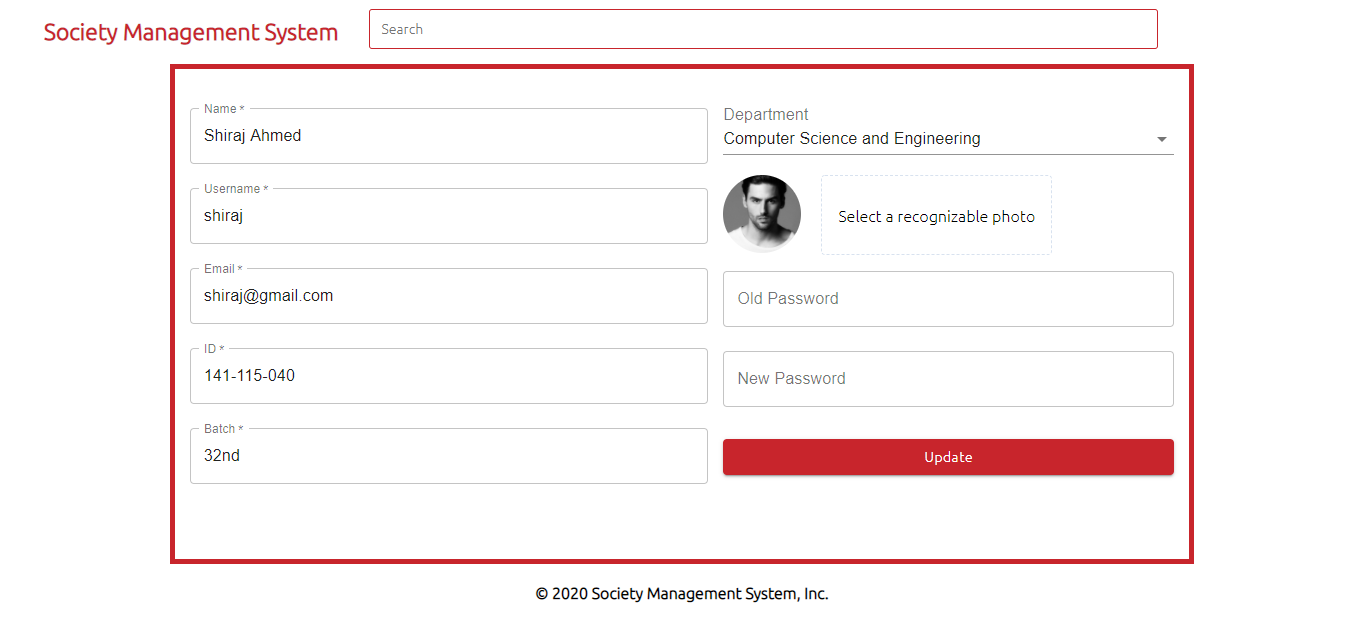 Society Management System
Search
Name *
Shiraj Ahmed
Username *
shiraj
Email *
shiraj@gmail.com
ID *
141-115-040
Batch *
32nd
Department
Computer Science and Engineering
Select a recognizable photo
Old Password
New Password
Update
© 2020 Society Management System, Inc.